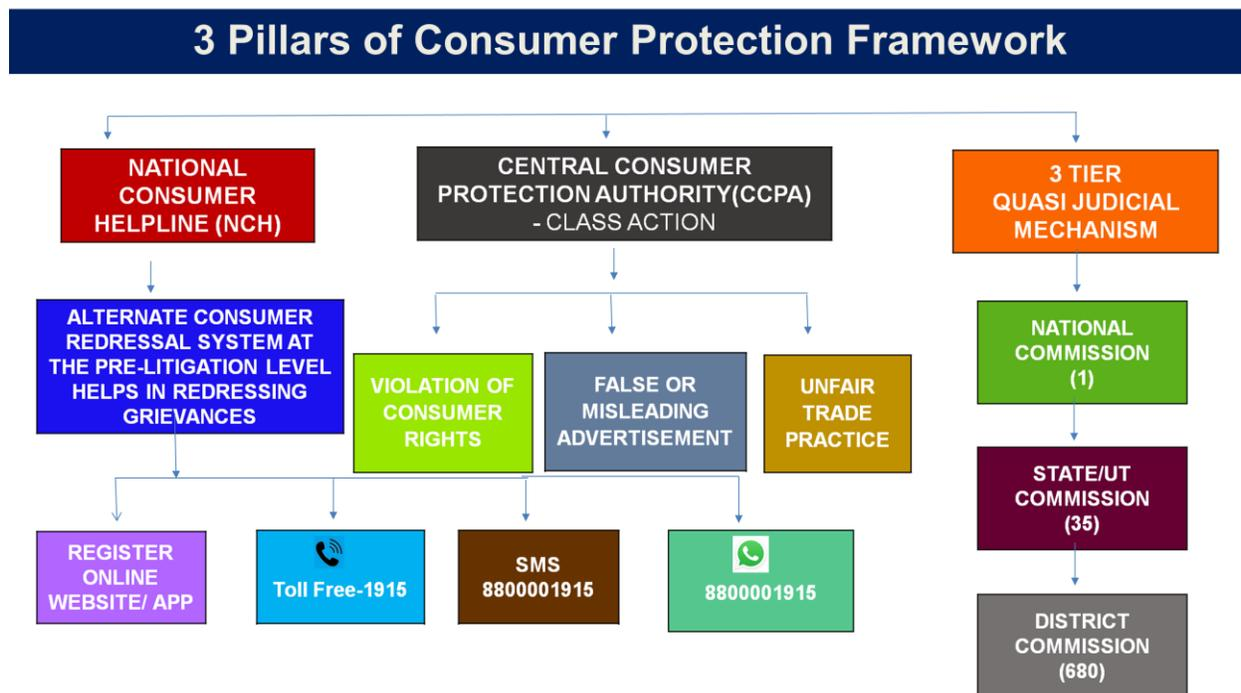 3 Pillars of Consumer Protection Framework
NATIONAL
CONSUMER
HELPLINE (NCH)
CENTRAL CONSUMER
PROTECTION AUTHORITY(CCPA)
- CLASS ACTION
3 TIER
QUASI JUDICIAL
MECHANISM
ALTERNATE CONSUMER
REDRESSAL SYSTEM AT
THE PRE-LITIGATION LEVEL
HELPS IN REDRESSING
GRIEVANCES
VIOLATION OF
CONSUMER
RIGHTS
FALSE OR
MISLEADING
ADVERTISEMENT
UNFAIR
TRADE
PRACTICE
NATIONAL
COMMISSION
(1)
STATE/UT
COMMISSION
(35)
REGISTER
ONLINE
WEBSITE/ APP
Toll Free-1915
SMS
8800001915
8800001915
DISTRICT
COMMISSION
(680)